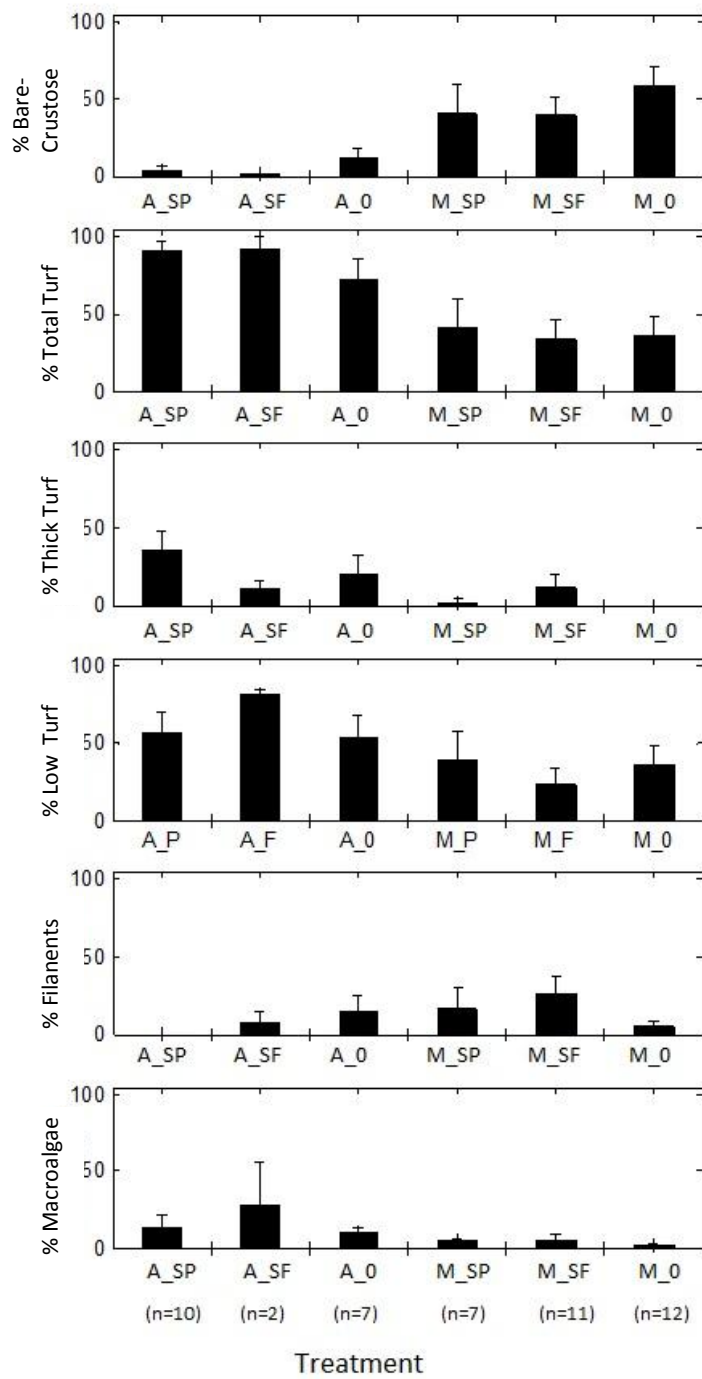 % Bare-
Crustose
100
50
0
A_SP A_SF A_0 M_SP M_SF M_0
% Total Turf
100
50
0
A_SP A_SF A_0 M_SP M_SF M_0
% Thick Turf
100
50
0
A_SP A_SF A_0 M_SP M_SF M_0
% Low Turf
100
50
0
A_P A_F A_0 M_P M_F M_0
% Filanents
100
50
0
A_SP A_SF A_0 M_SP M_SF M_0
% Macroalgae
100
50
0
A_SP A_SF A_0 M_SP M_SF M_0
(n=10) (n=2) (n=7) (n=7) (n=11) (n=12)
Treatment